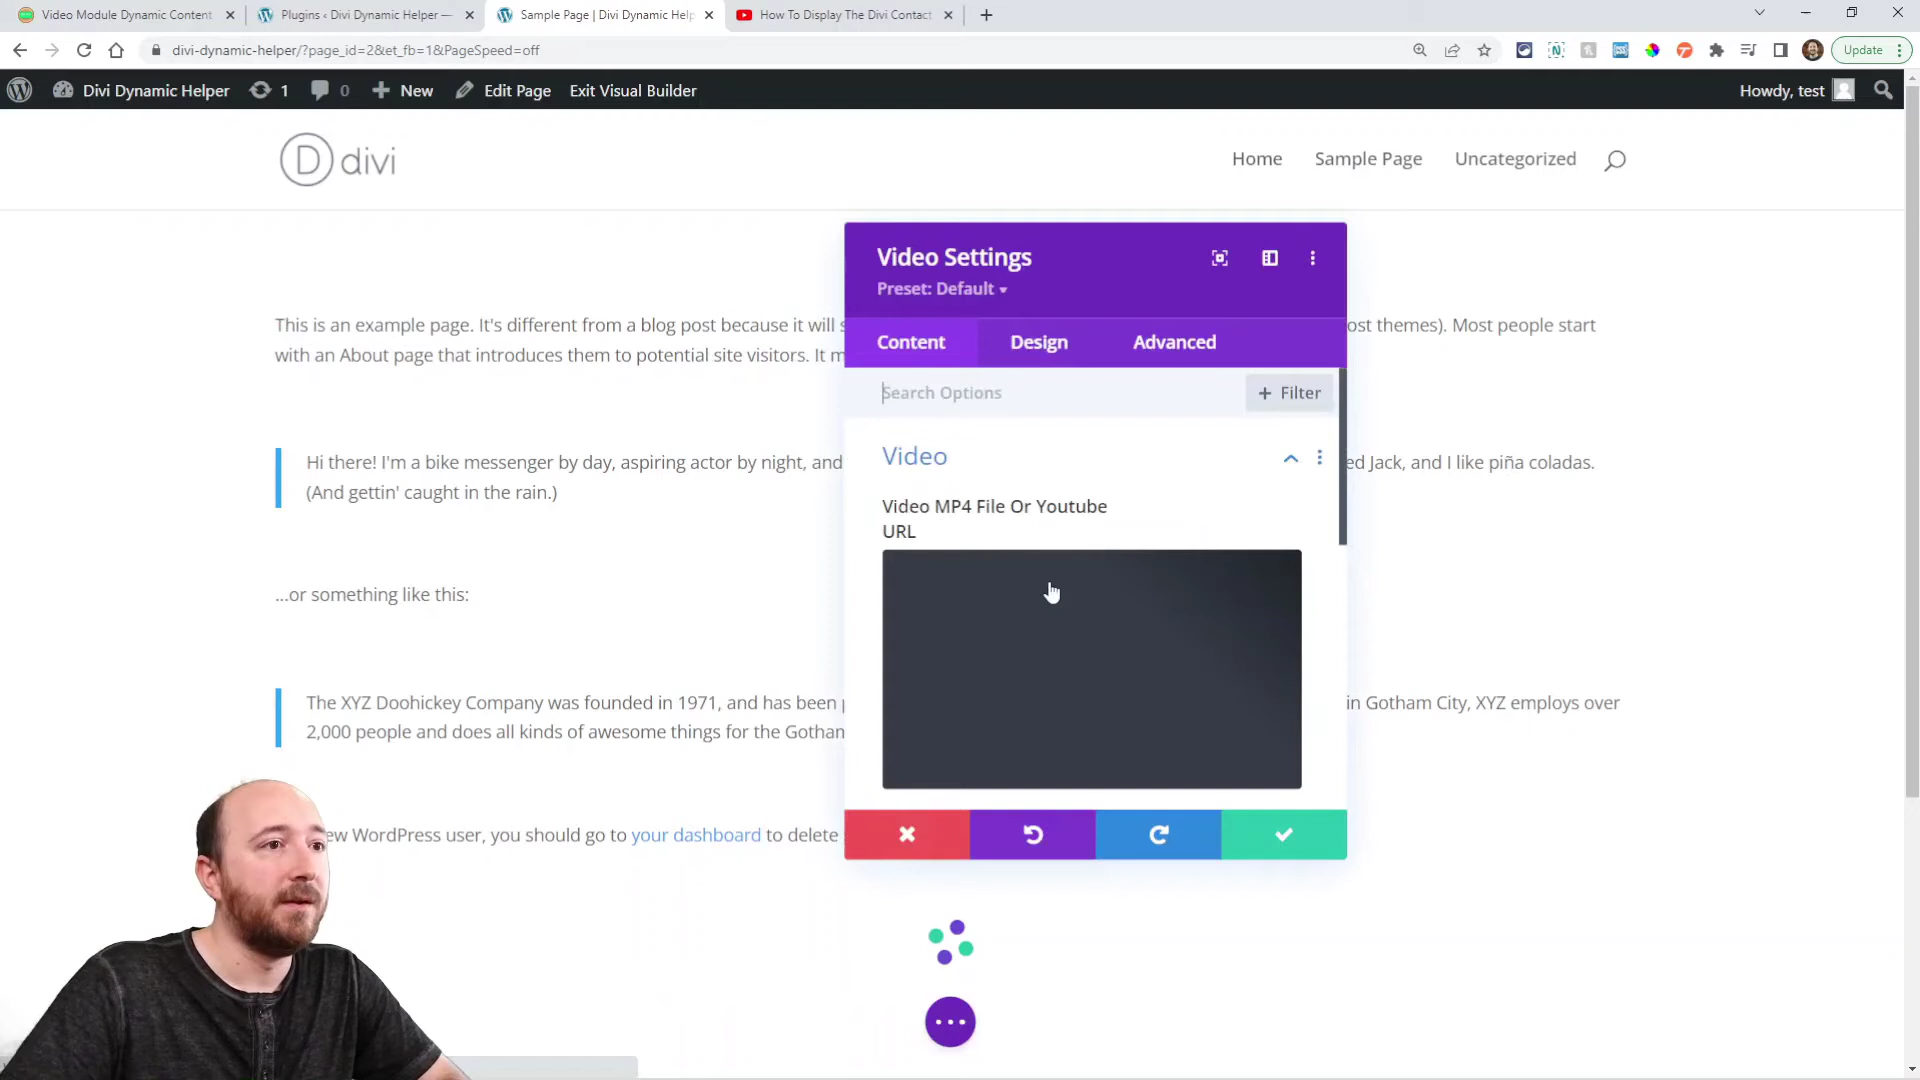 Video Module Dynamic Content
Plugins ‹ Divi Dynamic Helper —
Sample Page | Divi Dynamic Help
How To Display The Divi Contact
divi-dynamic-helper/?page_id=2&et_fb=1&PageSpeed=off
Update
Divi Dynamic Helper
1
0
New
Edit Page
Exit Visual Builder
Howdy, test
D divi
Home
Sample Page
Uncategorized
Video Settings
Preset: Default
Content
Design
Advanced
Search Options
+ Filter
Video
Video MP4 File Or Youtube
URL
This is an example page. It's different from a blog post because it will s
ost themes). Most people start
with an About page that introduces them to potential site visitors. It m
Hi there! I'm a bike messenger by day, aspiring actor by night, and
ed Jack, and I like piña coladas.
(And gettin' caught in the rain.)
...or something like this:
The XYZ Doohickey Company was founded in 1971, and has been p
in Gotham City, XYZ employs over
2,000 people and does all kinds of awesome things for the Gotham
ew WordPress user, you should go to your dashboard to delete